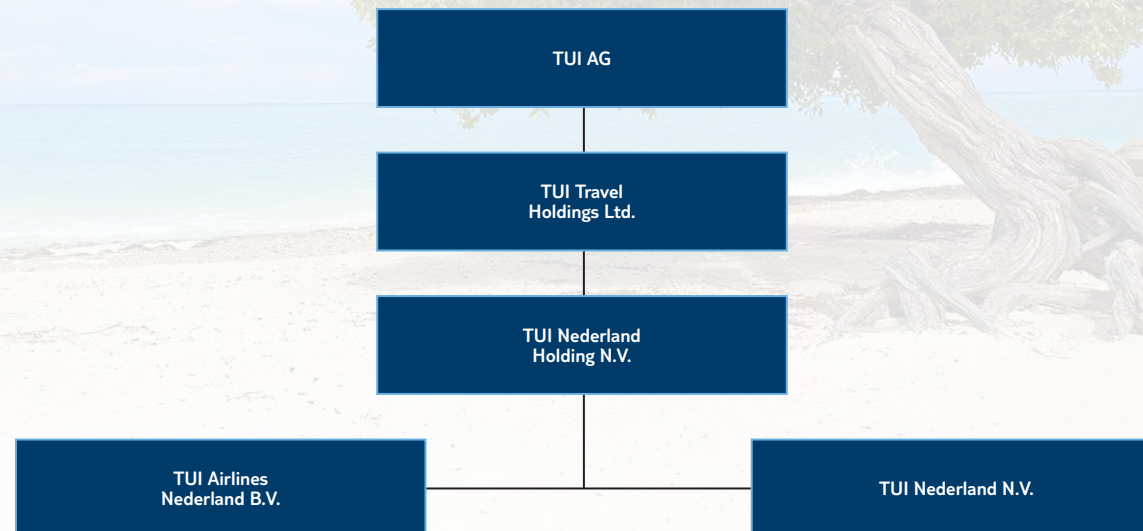 TUI AG
TUI Travel
Holdings Ltd.
TUI Nederland
Holding N.V.
TUI Airlines
Nederland B.V.
TUI Nederland N.V.